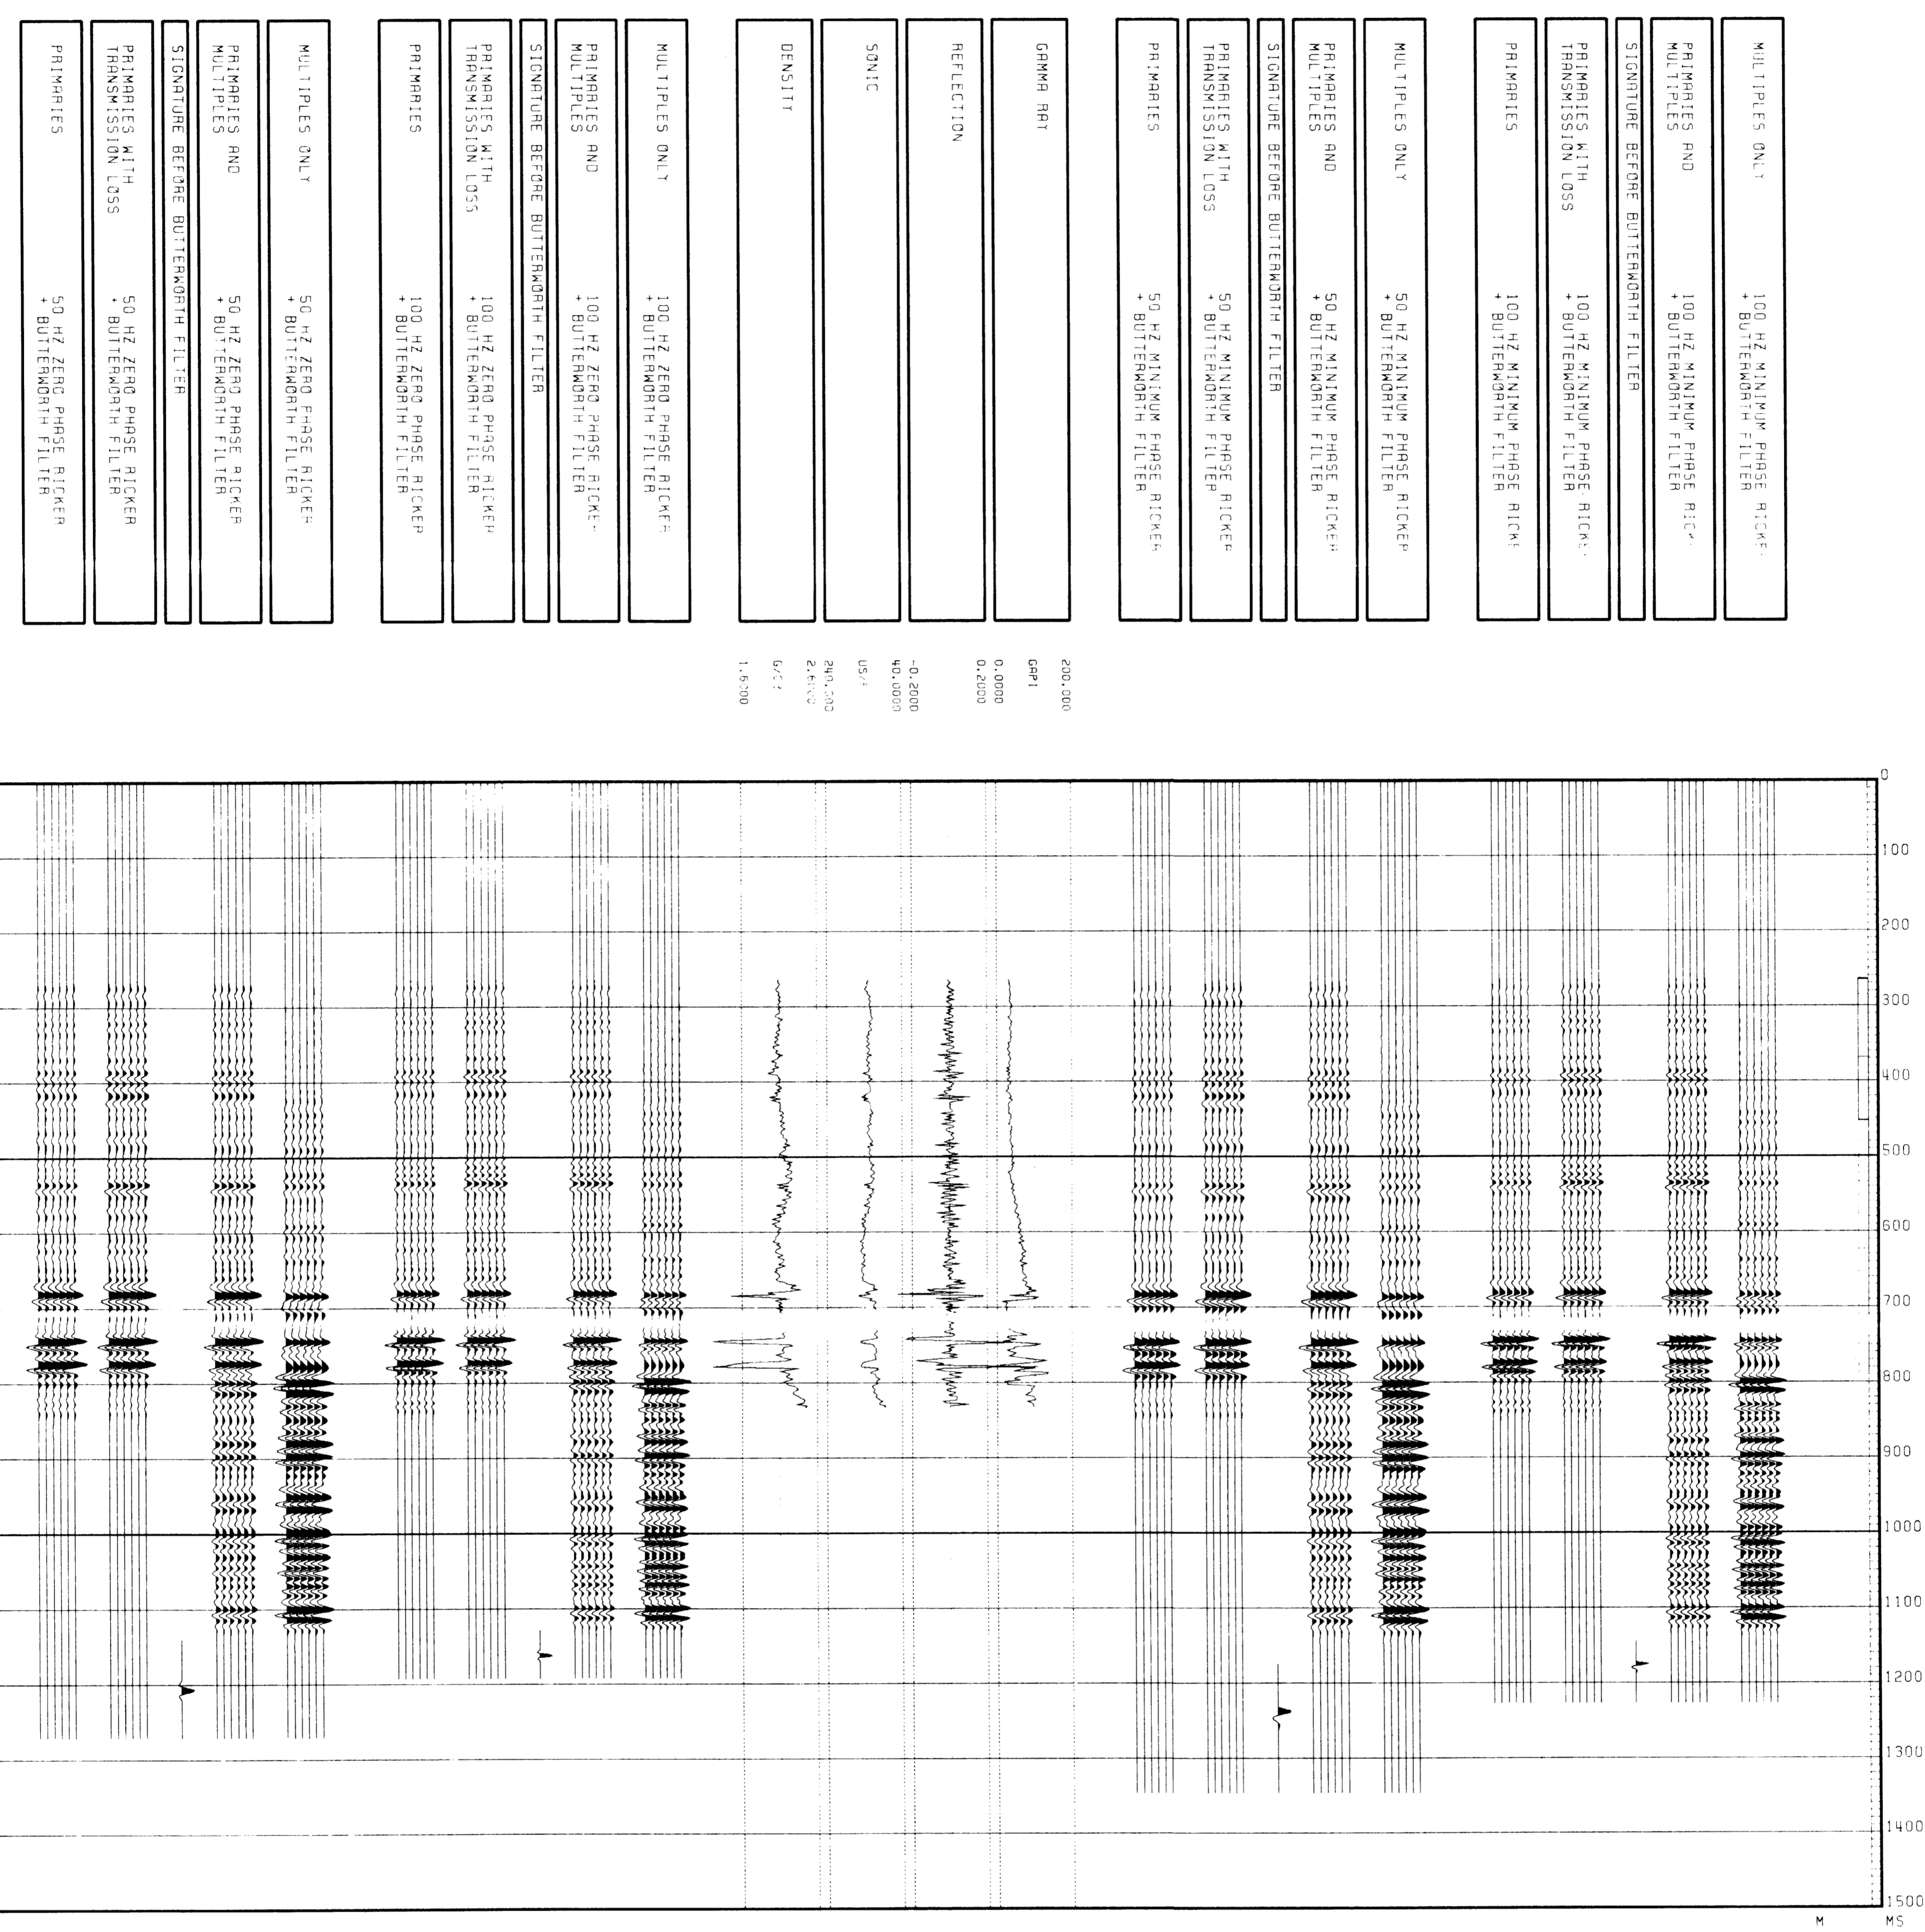 PRIMARIES
50 HZ ZERO PHASE RICKER
+ BUTTERWORTH FILTER
PRIMARIES WITH
TRANSMISSION LOSS
50 HZ ZERO PHASE RICKER
+ BUTTERWORTH FILTER
SIGNATURE BEFORE BUTTERWORTH FILTER
PRIMARIES AND
MULTIPLES
50 HZ ZERO PHASE RICKER
+ BUTTERWORTH FILTER
MULTIPLES ONLY
50 HZ ZERO PHASE RICKER
+ BUTTERWORTH FILTER
PRIMARIES
100 HZ ZERO PHASE RICKER
+ BUTTERWORTH FILTER
PRIMARIES WITH
TRANSMISSION LOSS
100 HZ ZERO PHASE RICKER
+ BUTTERWORTH FILTER
SIGNATURE BEFORE BUTTERWORTH FILTER
PRIMARIES AND
MULTIPLES
100 HZ ZERO PHASE RICKER
+ BUTTERWORTH FILTER
MULTIPLES ONLY
100 HZ ZERO PHASE RICKER
+ BUTTERWORTH FILTER
DENSITY
SONIC
REFLECTION
GAMMA RAY
PRIMARIES
50 HZ MINIMUM PHASE RICKER
+ BUTTERWORTH FILTER
PRIMARIES WITH
TRANSMISSION LOSS
50 HZ MINIMUM PHASE RICKER
+ BUTTERWORTH FILTER
SIGNATURE BEFORE BUTTERWORTH FILTER
PRIMARIES AND
MULTIPLES
50 HZ MINIMUM PHASE RICKER
+ BUTTERWORTH FILTER
MULTIPLES ONLY
50 HZ MINIMUM PHASE RICKER
+ BUTTERWORTH FILTER
PRIMARIES
100 HZ MINIMUM PHASE RICKE
+ BUTTERWORTH FILTER
PRIMARIES WITH
TRANSMISSION LOSS
100 HZ MINIMUM PHASE RICKE
+ BUTTERWORTH FILTER
SIGNATURE BEFORE BUTTERWORTH FILTER
PRIMARIES AND
MULTIPLES
100 HZ MINIMUM PHASE RICK
+ BUTTERWORTH FILTER
MULTIPLES ONLY
100 HZ MINIMUM PHASE RICKE
+ BUTTERWORTH FILTER
1.6000
240.000
40.0000
-0.2000
0.2000
0.0000
GAPI
200.000
0
100
200
300
400
500
600
700
800
900
1000
1100
1200
1300
1400
1500
M
MS